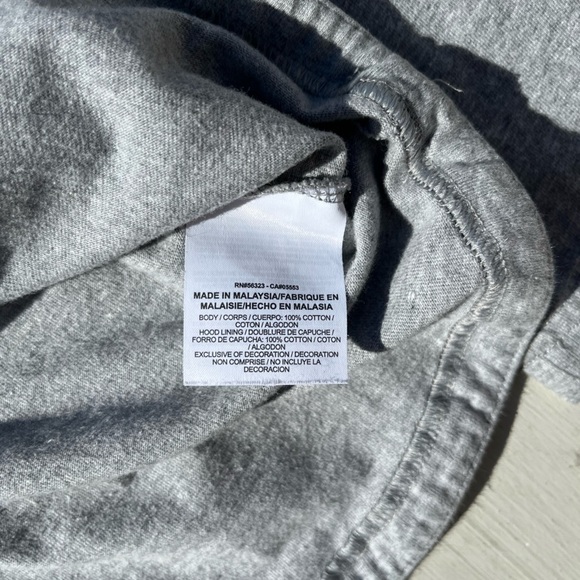 RN#56323 - CA#05553
MADE IN MALAYSIA/FABRIQUE EN
MALAISIE/HECHO EN MALASIA
BODY / CORPS / CUERPO: 100% COTTON /
COTON / ALGODON
HOOD LINING / DOUBLURE DE CAPUCHE /
FORRO DE CAPUCHA: 100% COTTON / COTON
/ ALGODON
EXCLUSIVE OF DECORATION / DECORATION
NON COMPRISE / NO INCLUYE LA
DECORACION